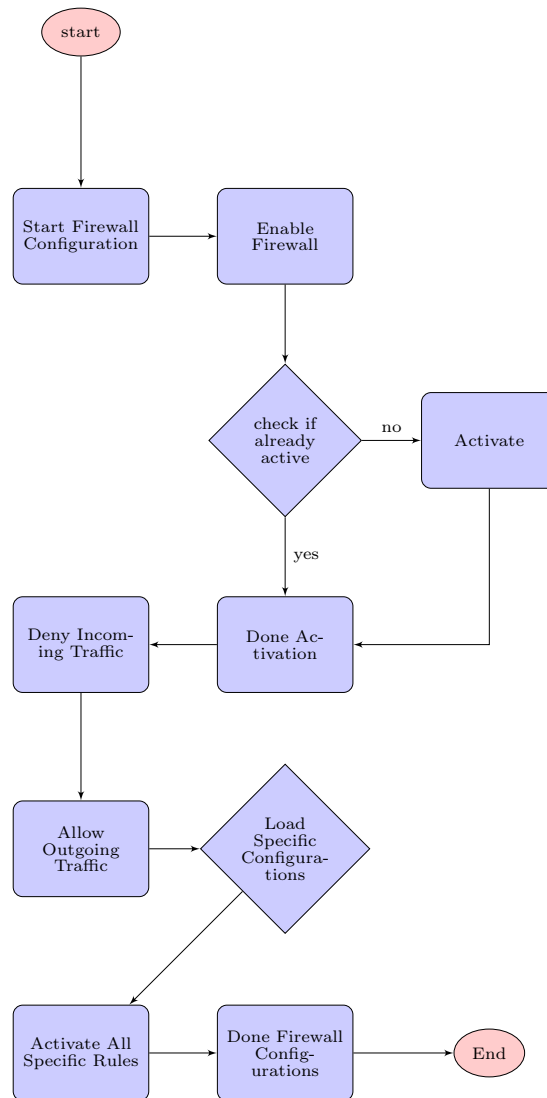 start
Start Firewall
Configuration
Enable
Firewall
check if
already
active
no
Activate
yes
Deny Incom-
ing Traffic
Done Ac-
tivation
Allow
Outgoing
Traffic
Load
Specific
Configura-
tions
Activate All
Specific Rules
Done Firewall
Config-
urations
End